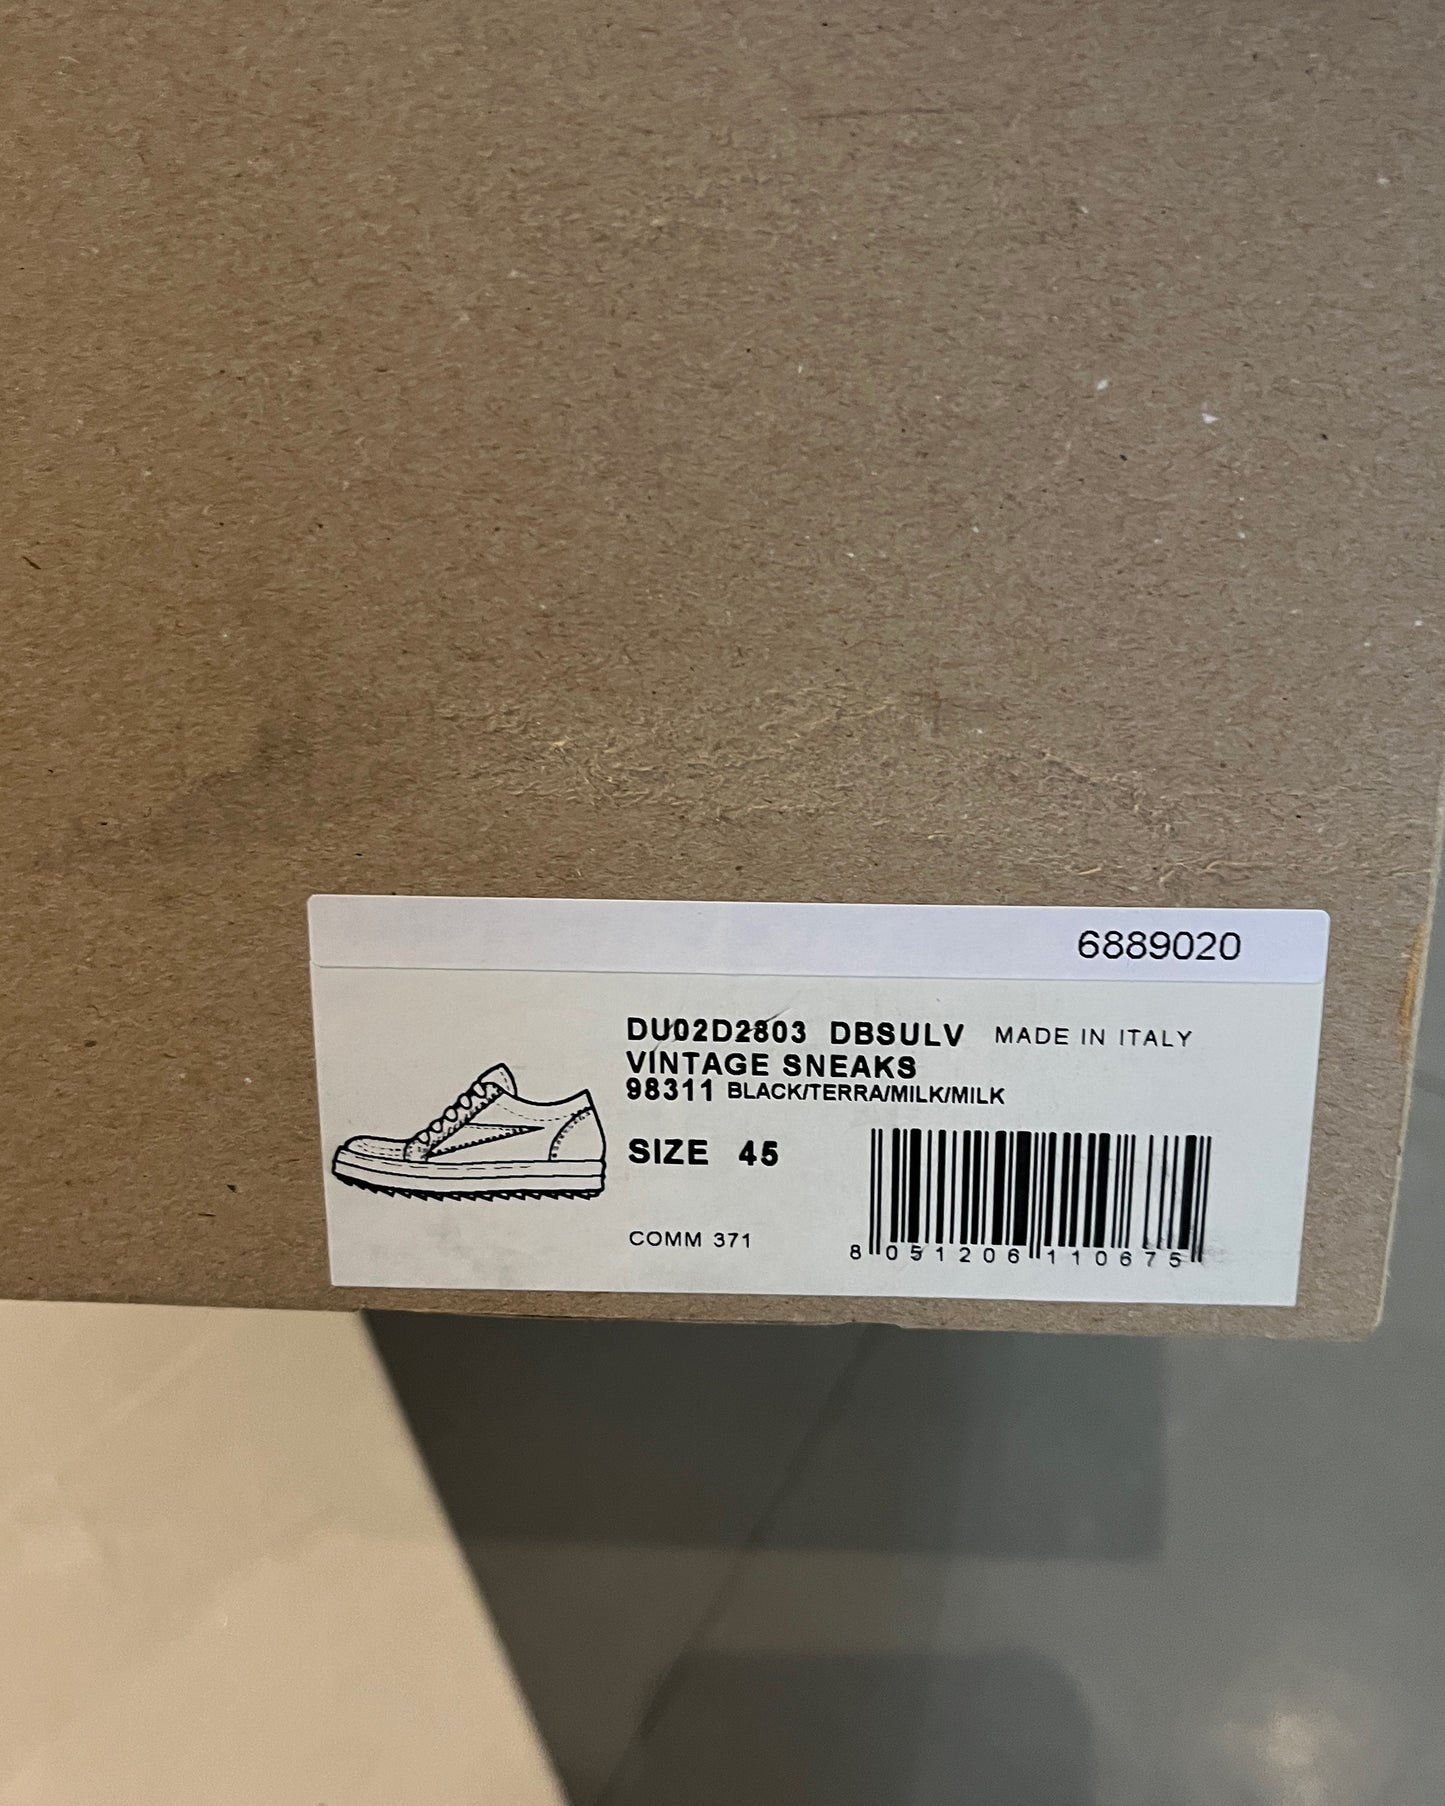 6889020
DU02D2803 DBSULV MADE IN ITALY
VINTAGE SNEAKS
98311 BLACK/TERRA/MILK/MILK
SIZE 45
COMM 371
8 051206 110675